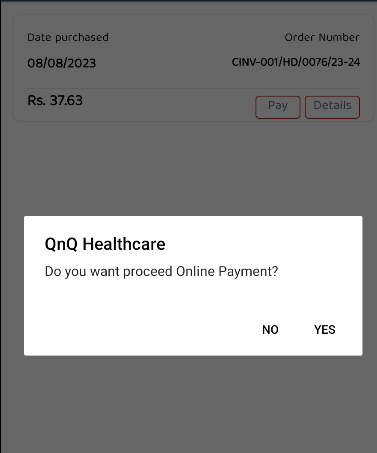 Date purchased
Order Number
08/08/2023
CINV-001/HD/0076/23-24
Rs. 37.63
Pay
Details
QnQ Healthcare
Do you want proceed Online Payment?
NO
YES